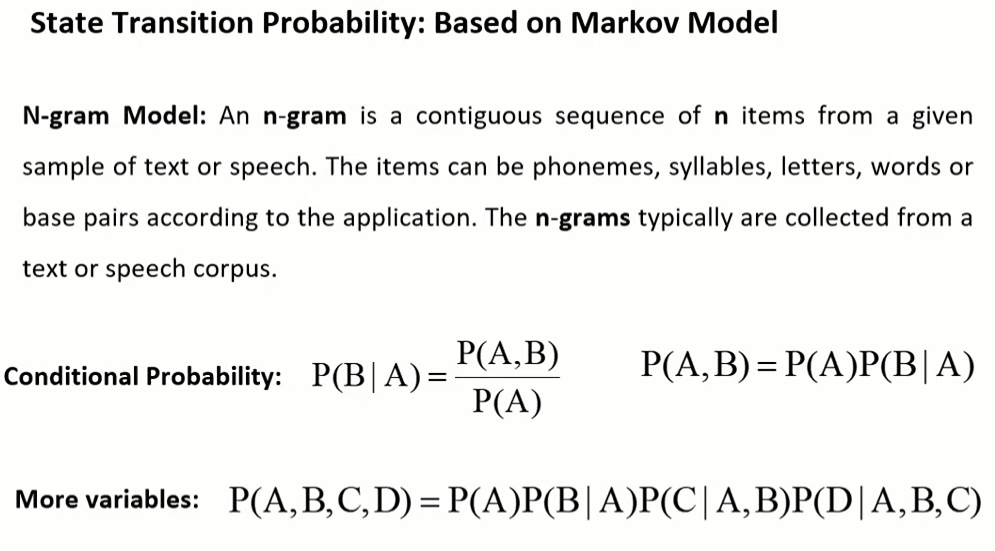 State Transition Probability: Based on Markov Model
N-gram Model: An n-gram is a contiguous sequence of n items from a given
sample of text or speech. The items can be phonemes, syllables, letters, words or
base pairs according to the application. The n-grams typically are collected from a
text or speech corpus.
Conditional Probability: P(B|A) = P(A,B) / P(A) P(A,B) = P(A)P(B|A)
More variables: P(A,B,C,D) = P(A)P(B|A)P(C|A,B)P(D|A,B,C)